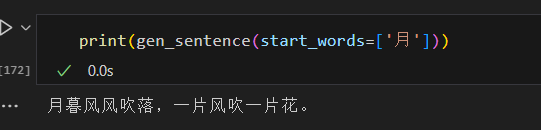 print(gen_sentence(start_words=['月']))
[172]
0.0s
月暮风风吹落，一片风吹一片花。